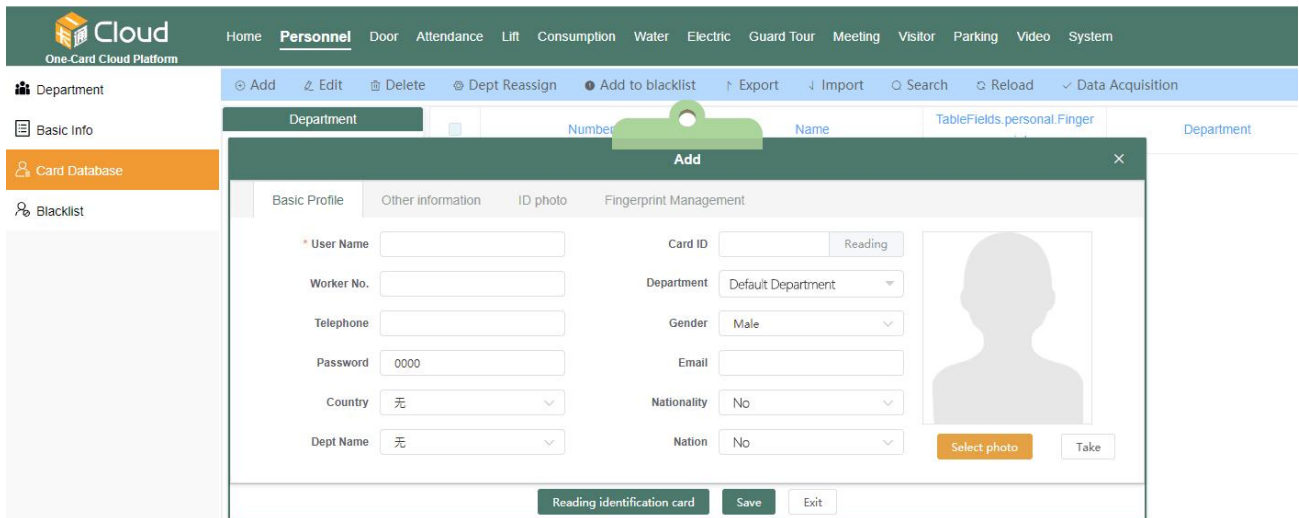 卡通 Cloud
One-Card Cloud Platform
Home Personnel Door Attendance Lift Consumption Water Electric Guard Tour Meeting Visitor Parking Video System
Department
Basic Info
Card Database
Blacklist
Add Edit Delete Dept Reassign Add to blacklist Export Import Search Reload Data Acquisition
Department Number Name TableFields.personal.Finger Department
Add
Basic Profile Other information ID photo Fingerprint Management
* User Name Card ID Reading
Worker No. Department Default Department
Telephone Gender Male
Password 0000 Email
Country 无 Nationality No
Dept Name 无 Nation No
Select photo Take
Reading identification card Save Exit